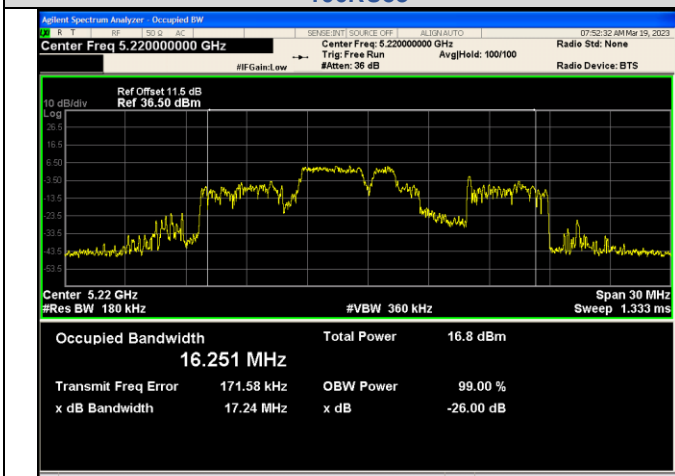 Agilent Spectrum Analyzer - Occupied BW
R T RF 50 Ω AC SENSE:INT SOURCE OFF ALIGN AUTO 07:52:32 AM Mar 19, 2023
Center Freq 5.220000000 GHz Center Freq: 5.220000000 GHz Radio Std: None
Trig: Free Run Avg|Hold: 100/100
#IFGain:Low #Atten: 36 dB Radio Device: BTS
Ref Offset 11.5 dB
10 dB/div Ref 36.50 dBm
Log
26.5
16.5
6.50
-3.50
-13.5
-23.5
-33.5
-43.5
-53.5
Center 5.22 GHz Span 30 MHz
#Res BW 180 kHz #VBW 360 kHz Sweep 1.333 ms
Occupied Bandwidth Total Power 16.8 dBm
16.251 MHz
Transmit Freq Error 171.58 kHz OBW Power 99.00 %
x dB Bandwidth 17.24 MHz x dB -26.00 dB